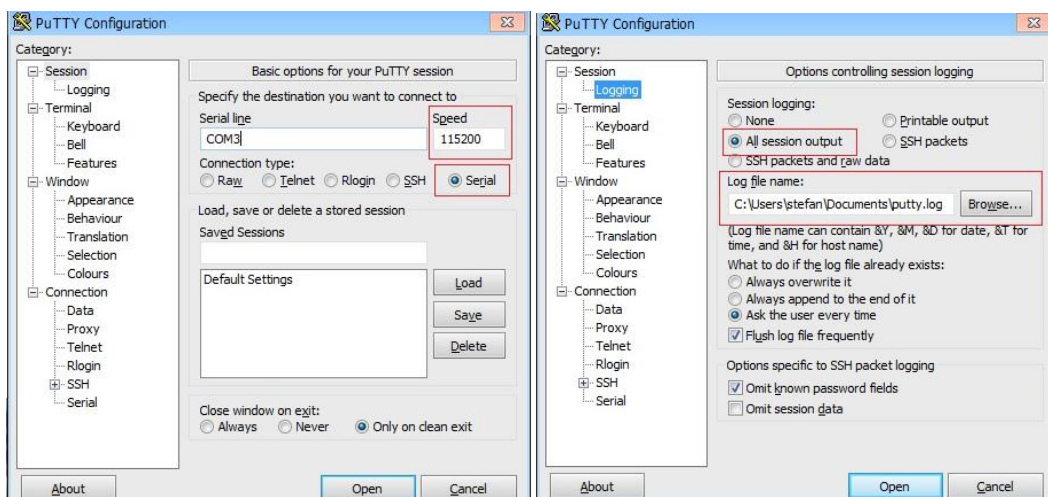 PuTTY Configuration
Category:
Session
Logging
Terminal
Keyboard
Bell
Features
Window
Appearance
Behaviour
Translation
Selection
Colours
Connection
Data
Proxy
Telnet
Rlogin
SSH
Serial
Basic options for your PuTTY session
Specify the destination you want to connect to
Serial line Speed
COM3 115200
Connection type:
Raw Telnet Rlogin SSH Serial
Load, save or delete a stored session
Saved Sessions
Default Settings
Load
Save
Delete
Close window on exit:
Always Never Only on clean exit
About Open Cancel
PuTTY Configuration
Category:
Session
Logging
Terminal
Keyboard
Bell
Features
Window
Appearance
Behaviour
Translation
Selection
Colours
Connection
Data
Proxy
Telnet
Rlogin
SSH
Serial
Options controlling session logging
Session logging:
None Printable output
All session output SSH packets
SSH packets and raw data
Log file name:
C:\Users\stefan\Documents\putty.log Browse...
(Log file name can contain &Y, &M, &D for date, &T for
time, and &H for host name)
What to do if the log file already exists:
Always overwrite it
Always append to the end of it
Ask the user every time
Flush log file frequently
Options specific to SSH packet logging
Omit known password fields
Omit session data
About Open Cancel